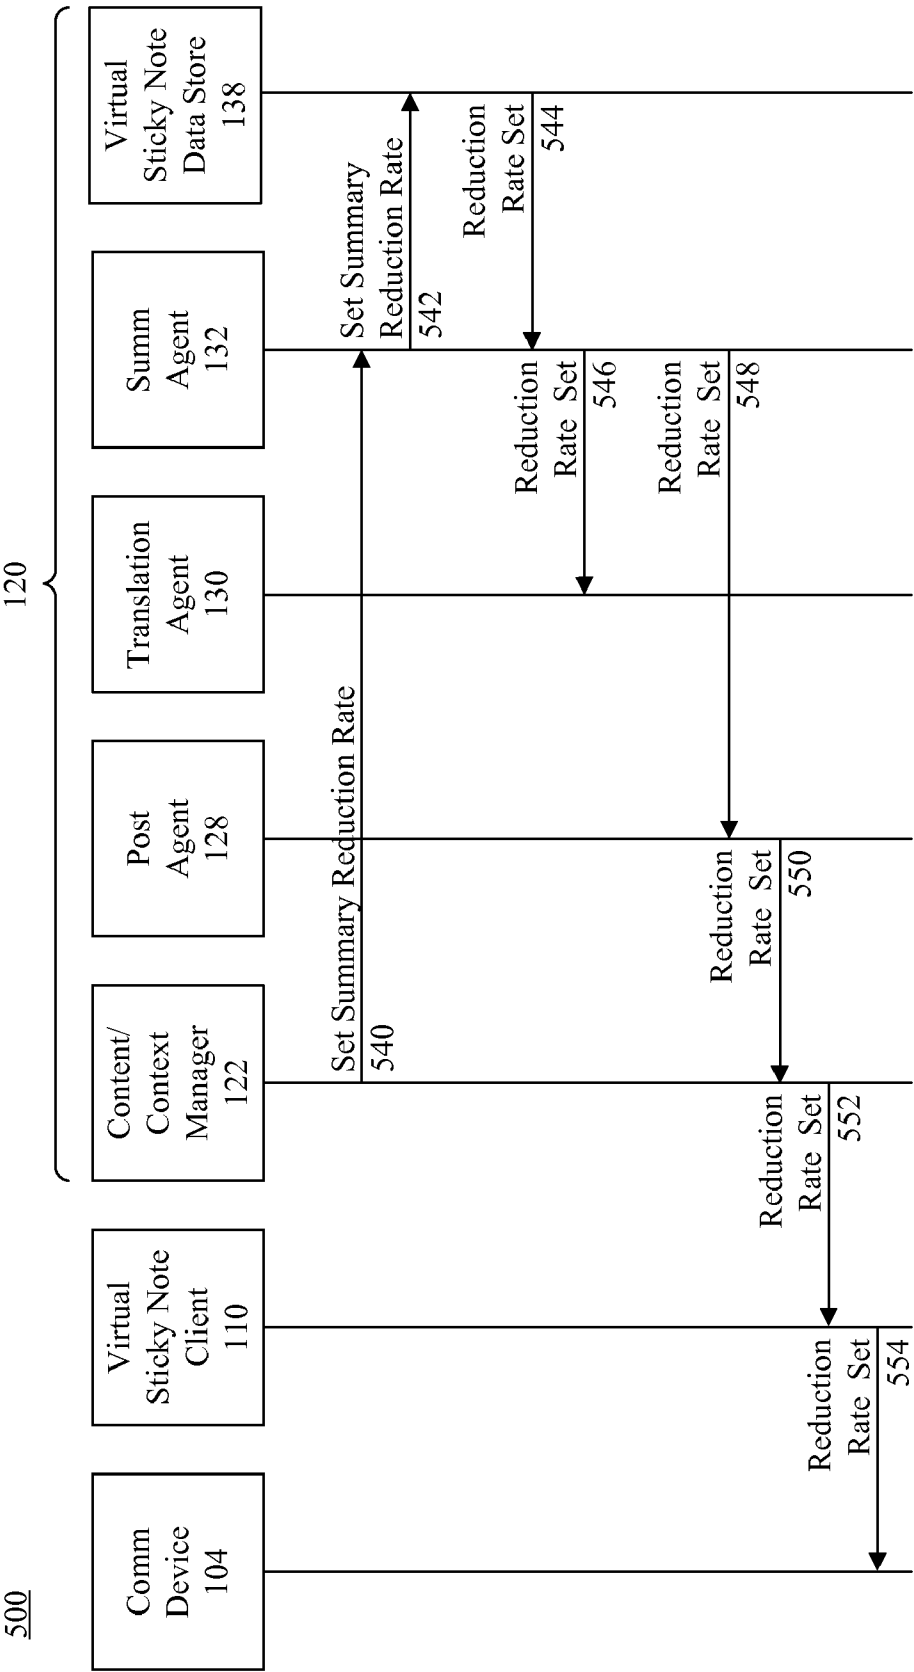 500
120
Comm
Device
104
Virtual
Sticky Note
Client
110
Content/
Context
Manager
122
Post
Agent
128
Translation
Agent
130
Summ
Agent
132
Virtual
Sticky Note
Data Store
138
Set Summary Reduction Rate
540
Set Summary
Reduction Rate
542
Reduction
Rate Set
544
Reduction
Rate Set
546
Reduction
Rate Set
548
Reduction
Rate Set
550
Reduction
Rate Set
552
Reduction
Rate Set
554